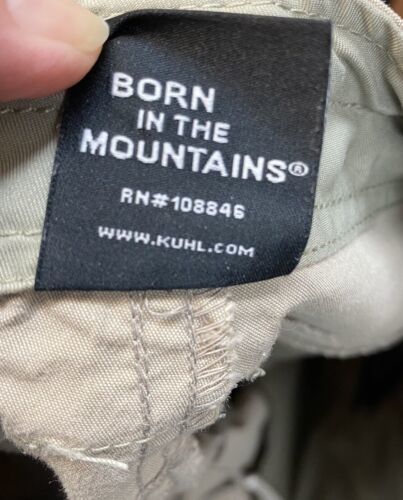 BORN
IN THE
MOUNTAINS®
RN#108846
WWW.KUHL.COM